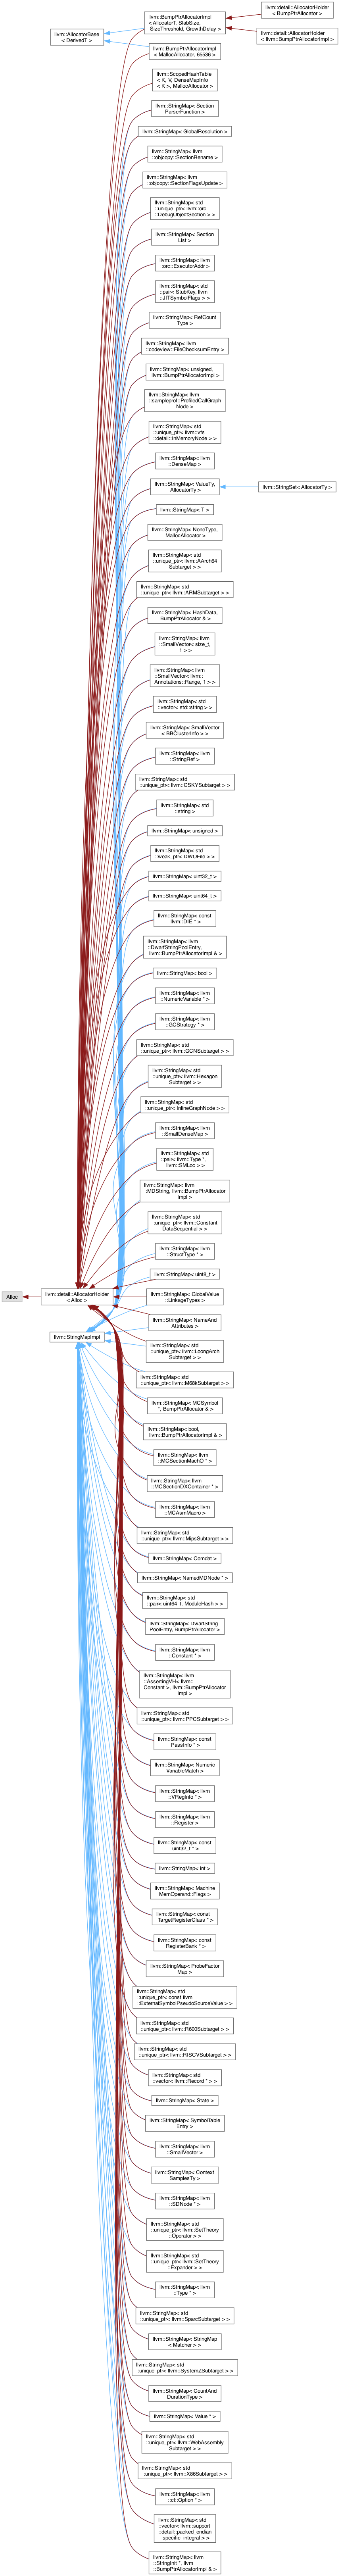 llvm::BumpPtrAllocatorImpl
< AllocatorT, SlabSize,
SizeThreshold, GrowthDelay >
llvm::detail::AllocatorHolder
< BumpPtrAllocator >
llvm::detail::AllocatorHolder
< llvm::BumpPtrAllocatorImpl >
llvm::AllocatorBase
< DerivedT >
llvm::BumpPtrAllocatorImpl
< MallocAllocator, 65536 >
llvm::ScopedHashTable
< K, V, DenseMapInfo
< K >, MallocAllocator >
llvm::StringMap< Section
ParserFunction >
llvm::StringMap< GlobalResolution >
llvm::StringMap< llvm
::objcopy::SectionRename >
llvm::StringMap< llvm
::objcopy::SectionFlagsUpdate >
llvm::StringMap< std
::unique_ptr< llvm::orc
::DebugObjectSection > >
llvm::StringMap< Section
List >
llvm::StringMap< llvm
::orc::ExecutorAddr >
llvm::StringMap< std
::pair< StubKey, llvm
::JITSymbolFlags > >
llvm::StringMap< RefCount
Type >
llvm::StringMap< llvm
::codeview::FileChecksumEntry >
llvm::StringMap< unsigned,
llvm::BumpPtrAllocatorImpl >
llvm::StringMap< llvm
::sampleprof::ProfiledCallGraph
Node >
llvm::StringMap< std
::unique_ptr< llvm::vfs
::detail::InMemoryNode > >
llvm::StringMap< llvm
::DenseMap >
llvm::StringMap< ValueTy,
AllocatorTy >
llvm::StringSet< AllocatorTy >
llvm::StringMap< T >
llvm::StringMap< NoneType,
MallocAllocator >
llvm::StringMap< std
::unique_ptr< llvm::AArch64
Subtarget > >
llvm::StringMap< std
::unique_ptr< llvm::ARMSubtarget > >
llvm::StringMap< HashData,
BumpPtrAllocator & >
llvm::StringMap< llvm
::SmallVector< size_t,
1 > >
llvm::StringMap< llvm
::SmallVector< llvm::
Annotations::Range, 1 > >
llvm::StringMap< std
::vector< std::string > >
llvm::StringMap< SmallVector
< BBClusterInfo > >
llvm::StringMap< llvm
::StringRef >
llvm::StringMap< std
::unique_ptr< llvm::CSKYSubtarget > >
llvm::StringMap< std
::string >
llvm::StringMap< unsigned >
llvm::StringMap< std
::weak_ptr< DWOFile > >
llvm::StringMap< uint32_t >
llvm::StringMap< uint64_t >
llvm::StringMap< const
llvm::DIE * >
llvm::StringMap< llvm
::DwarfStringPoolEntry,
llvm::BumpPtrAllocatorImpl & >
llvm::StringMap< bool >
llvm::StringMap< llvm
::NumericVariable * >
llvm::StringMap< llvm
::GCStrategy * >
llvm::StringMap< std
::unique_ptr< llvm::GCNSubtarget > >
llvm::StringMap< std
::unique_ptr< llvm::Hexagon
Subtarget > >
llvm::StringMap< std
::unique_ptr< InlineGraphNode > >
llvm::StringMap< llvm
::SmallDenseMap >
llvm::StringMap< std
::pair< llvm::Type *,
llvm::SMLoc > >
llvm::StringMap< llvm
::MDString, llvm::BumpPtrAllocator
Impl >
llvm::StringMap< std
::unique_ptr< llvm::Constant
DataSequential > >
llvm::StringMap< llvm
::StructType * >
llvm::StringMap< uint8_t >
Alloc
llvm::detail::AllocatorHolder
< Alloc >
llvm::StringMap< GlobalValue
::LinkageTypes >
llvm::StringMap< NameAnd
Attributes >
llvm::StringMapImpl
llvm::StringMap< std
::unique_ptr< llvm::LoongArch
Subtarget > >
llvm::StringMap< std
::unique_ptr< llvm::M68kSubtarget > >
llvm::StringMap< MCSymbol
*, BumpPtrAllocator & >
llvm::StringMap< bool,
llvm::BumpPtrAllocatorImpl & >
llvm::StringMap< llvm
::MCSectionMachO * >
llvm::StringMap< llvm
::MCSectionDXContainer * >
llvm::StringMap< llvm
::MCAsmMacro >
llvm::StringMap< std
::unique_ptr< llvm::MipsSubtarget > >
llvm::StringMap< Comdat >
llvm::StringMap< NamedMDNode * >
llvm::StringMap< std
::pair< uint64_t, ModuleHash > >
llvm::StringMap< DwarfString
PoolEntry, BumpPtrAllocator >
llvm::StringMap< llvm
::Constant * >
llvm::StringMap< llvm
::AssertingVH< llvm::
Constant >, llvm::BumpPtrAllocator
Impl >
llvm::StringMap< std
::unique_ptr< llvm::PPCSubtarget > >
llvm::StringMap< const
PassInfo * >
llvm::StringMap< Numeric
VariableMatch >
llvm::StringMap< llvm
::VRegInfo * >
llvm::StringMap< llvm
::Register >
llvm::StringMap< const
uint32_t * >
llvm::StringMap< int >
llvm::StringMap< Machine
MemOperand::Flags >
llvm::StringMap< const
TargetRegisterClass * >
llvm::StringMap< const
RegisterBank * >
llvm::StringMap< ProbeFactor
Map >
llvm::StringMap< std
::unique_ptr< const llvm
::ExternalSymbolPseudoSourceValue > >
llvm::StringMap< std
::unique_ptr< llvm::R600Subtarget > >
llvm::StringMap< std
::unique_ptr< llvm::RISCVSubtarget > >
llvm::StringMap< std
::vector< llvm::Record * > >
llvm::StringMap< State >
llvm::StringMap< SymbolTable
Entry >
llvm::StringMap< llvm
::SmallVector >
llvm::StringMap< Context
SamplesTy >
llvm::StringMap< llvm
::SDNode * >
llvm::StringMap< std
::unique_ptr< llvm::SetTheory
::Operator > >
llvm::StringMap< std
::unique_ptr< llvm::SetTheory
::Expander > >
llvm::StringMap< llvm
::Type * >
llvm::StringMap< std
::unique_ptr< llvm::SparcSubtarget > >
llvm::StringMap< StringMap
< Matcher > >
llvm::StringMap< std
::unique_ptr< llvm::SystemZSubtarget > >
llvm::StringMap< CountAnd
DurationType >
llvm::StringMap< Value * >
llvm::StringMap< std
::unique_ptr< llvm::WebAssembly
Subtarget > >
llvm::StringMap< std
::unique_ptr< llvm::X86Subtarget > >
llvm::StringMap< llvm
::cl::Option * >
llvm::StringMap< std
::vector< llvm::support
::detail::packed_endian
_specific_integral > >
llvm::StringMap< llvm
::StringInit *, llvm
::BumpPtrAllocatorImpl & >